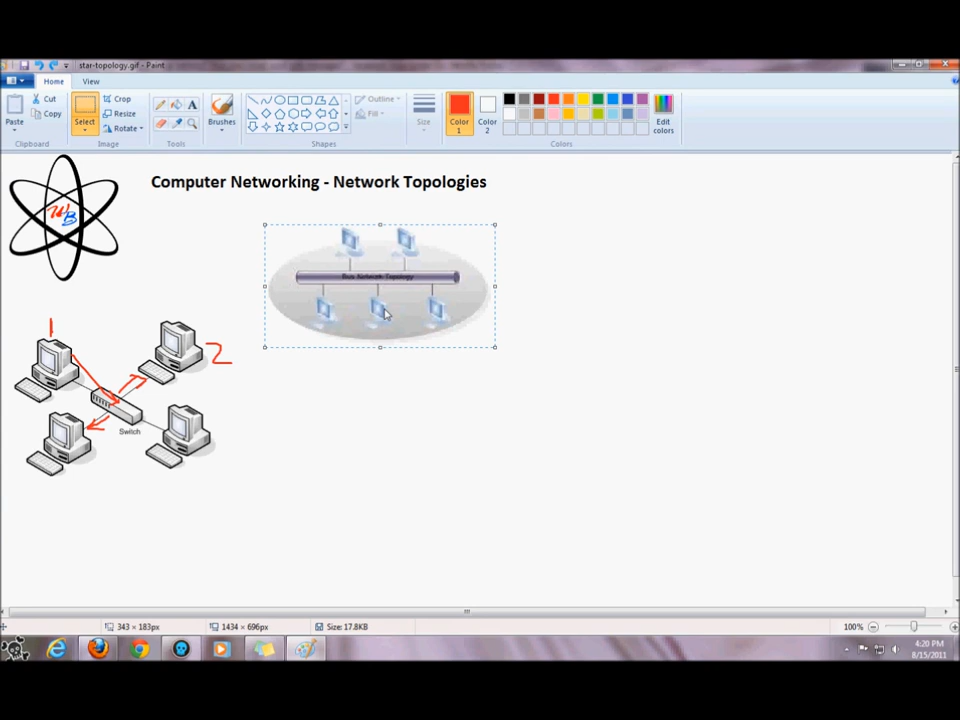 star-topology.gif - Paint
Home View
Cut
Copy
Paste
Clipboard
Select
Crop
Resize
Rotate
Image
A
Tools
Brushes
Shapes
Outline
Fill
Size
Color 1
Color 2
Edit colors
Colors
Computer Networking - Network Topologies
WB
Bus Network Topology
1
2
Switch
343 × 183px
1434 × 696px
Size: 17.8KB
100%
4:20 PM
8/15/2011